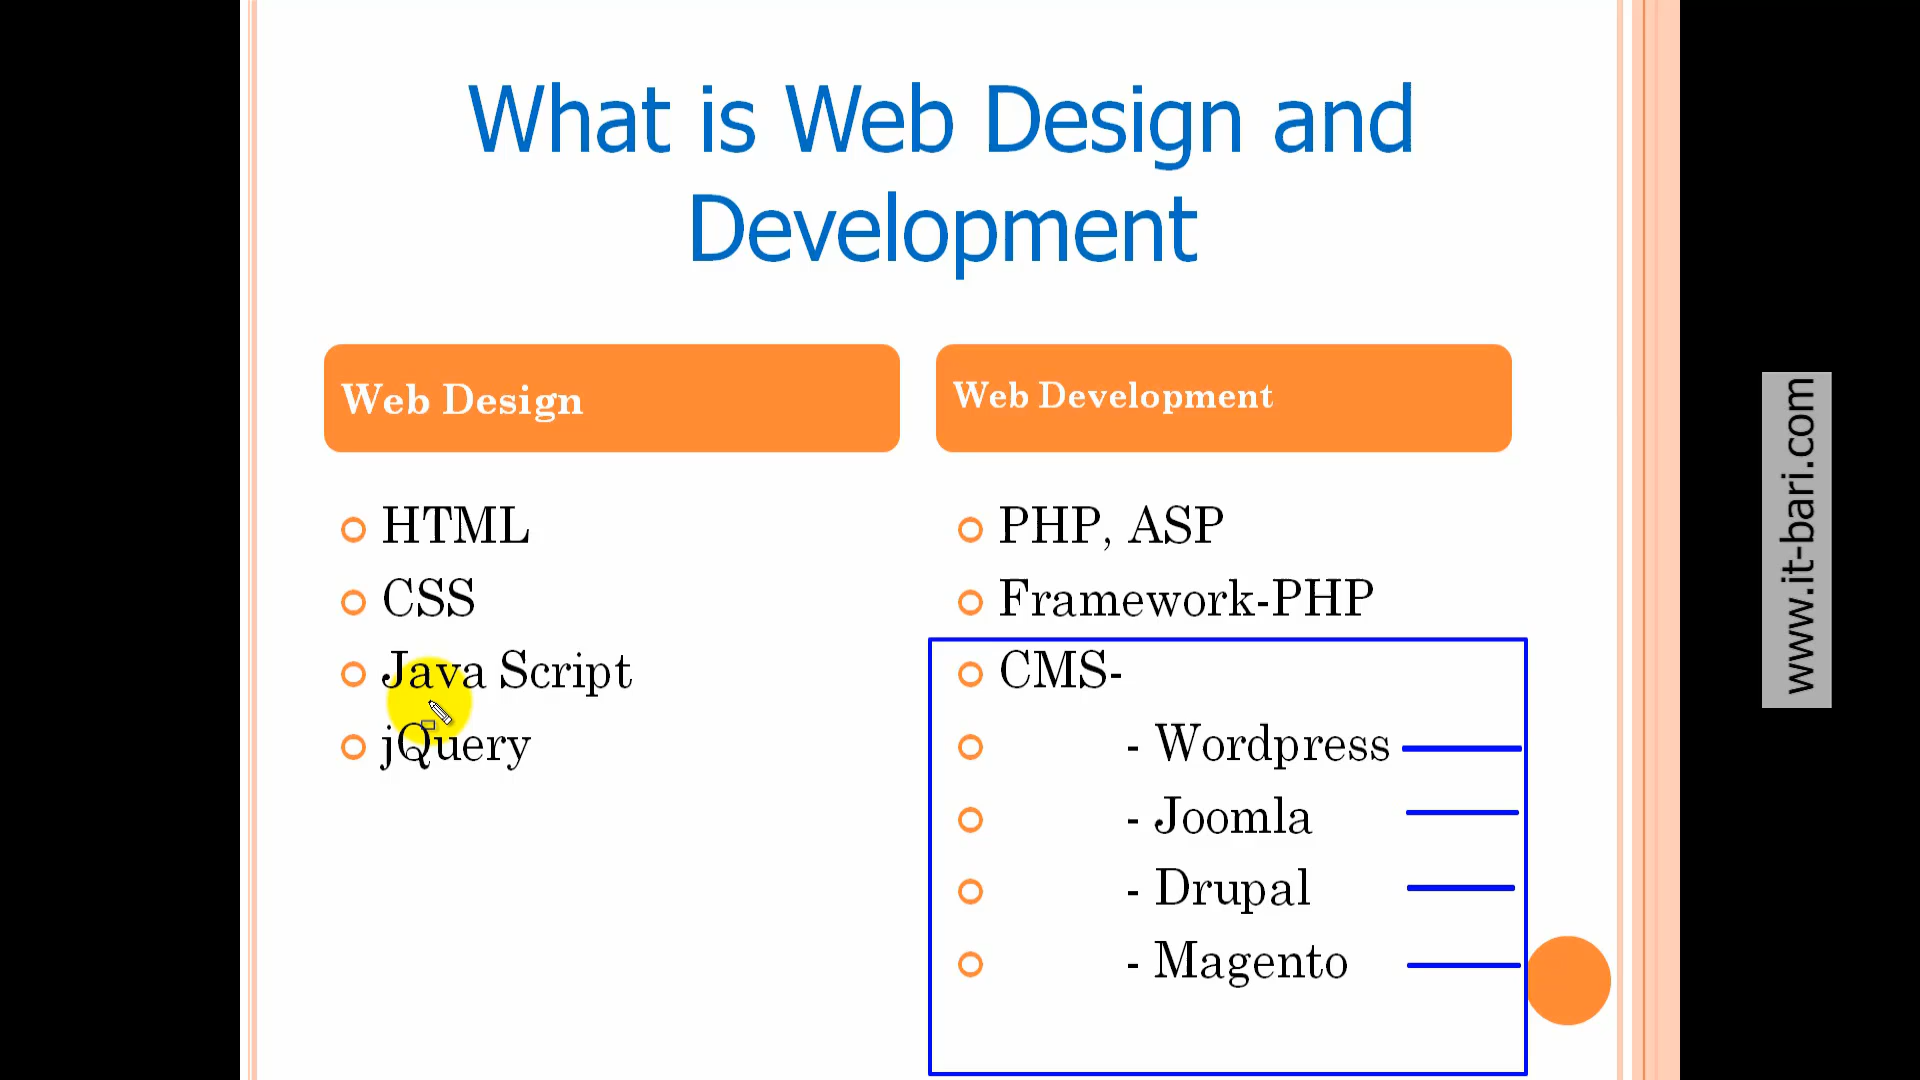 What is Web Design and
Development
Web Design
HTML
CSS
Java Script
jQuery
Web Development
PHP, ASP
Framework-PHP
CMS-
- Wordpress
- Joomla
- Drupal
- Magento
www.it-bari.com